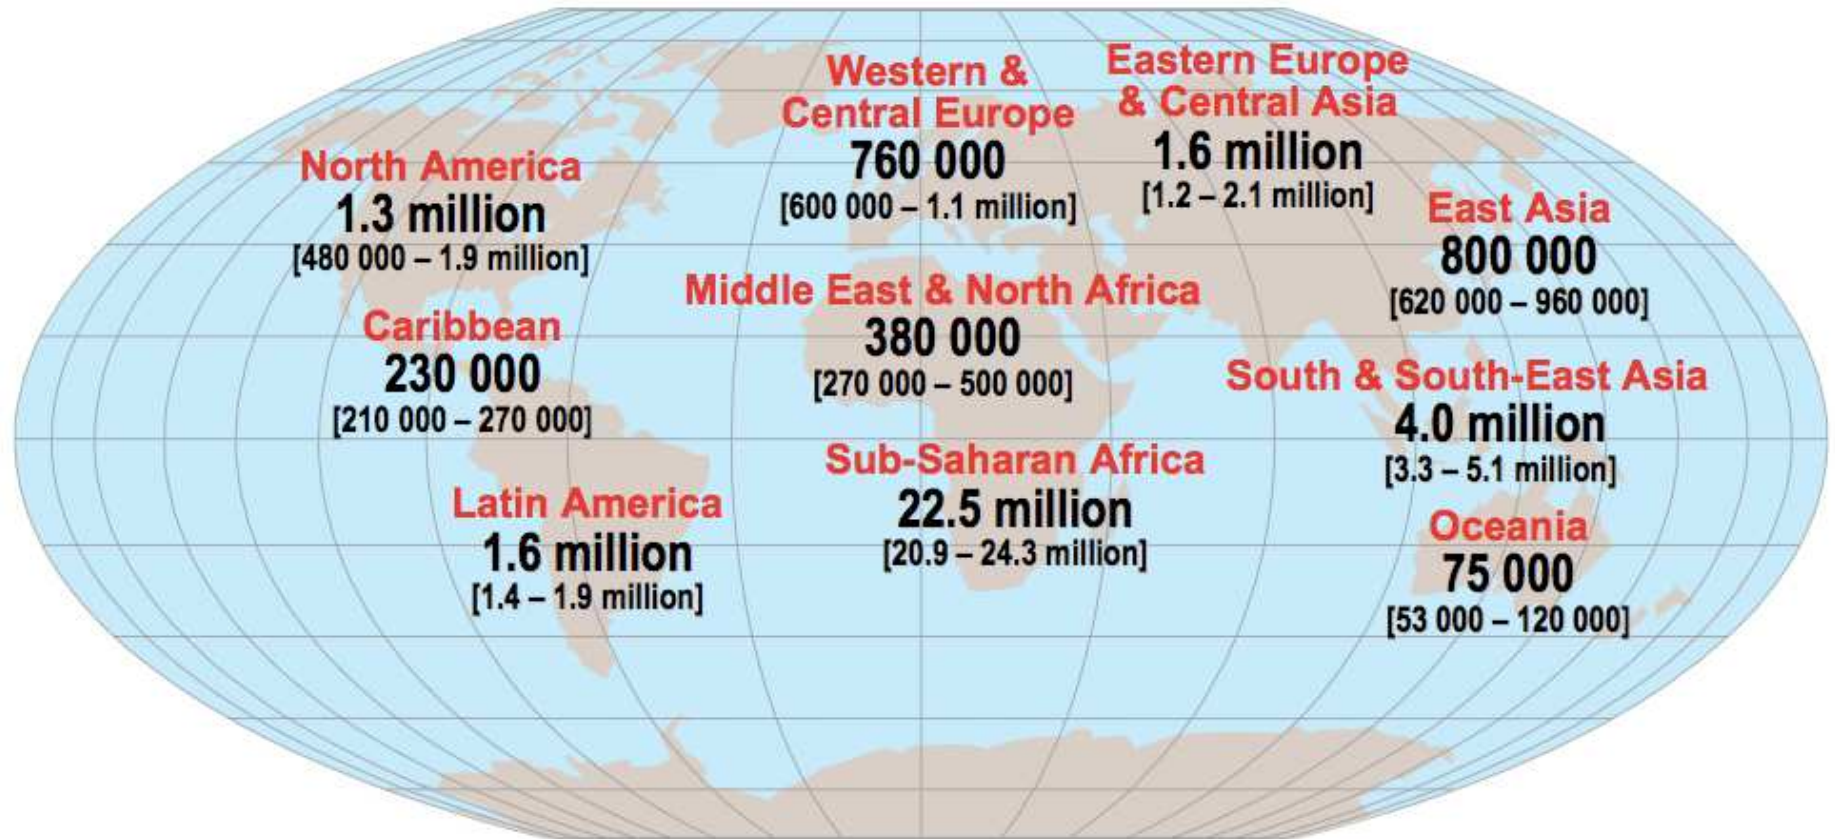 Western &
Central Europe
760 000
[600 000 – 1.1 million]
Eastern Europe
& Central Asia
1.6 million
[1.2 – 2.1 million]
North America
1.3 million
[480 000 – 1.9 million]
East Asia
800 000
[620 000 – 960 000]
Middle East & North Africa
380 000
[270 000 – 500 000]
Caribbean
230 000
[210 000 – 270 000]
South & South-East Asia
4.0 million
[3.3 – 5.1 million]
Sub-Saharan Africa
22.5 million
[20.9 – 24.3 million]
Latin America
1.6 million
[1.4 – 1.9 million]
Oceania
75 000
[53 000 – 120 000]